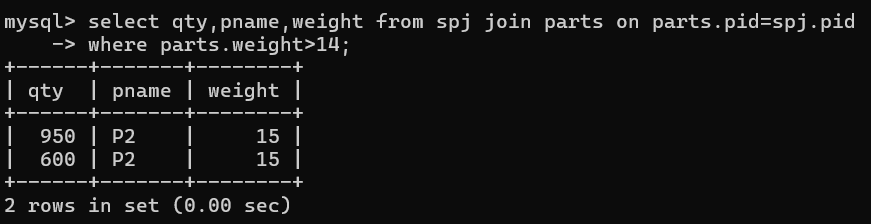 mysql> select qty,pname,weight from spj join parts on parts.pid=spj.pid
    -> where parts.weight>14;
+------+-------+--------+
| qty  | pname | weight |
+------+-------+--------+
|  950 | P2    |     15 |
|  600 | P2    |     15 |
+------+-------+--------+
2 rows in set (0.00 sec)